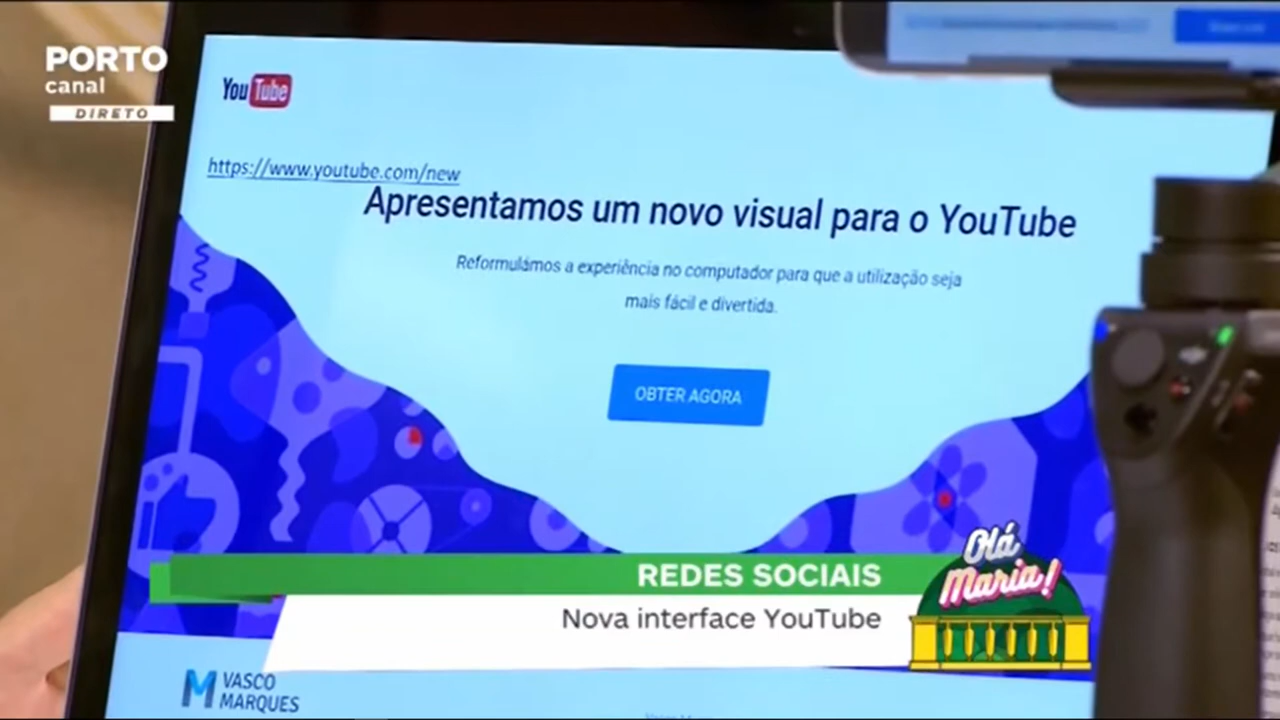 PORTO
canal
DIRETO
YouTube
https://www.youtube.com/new
Apresentamos um novo visual para o YouTube
Reformulámos a experiência no computador para que a utilização seja
mais fácil e divertida.
OBTER AGORA
Olá
Maria!
REDES SOCIAIS
Nova interface YouTube
VASCO
MARQUES